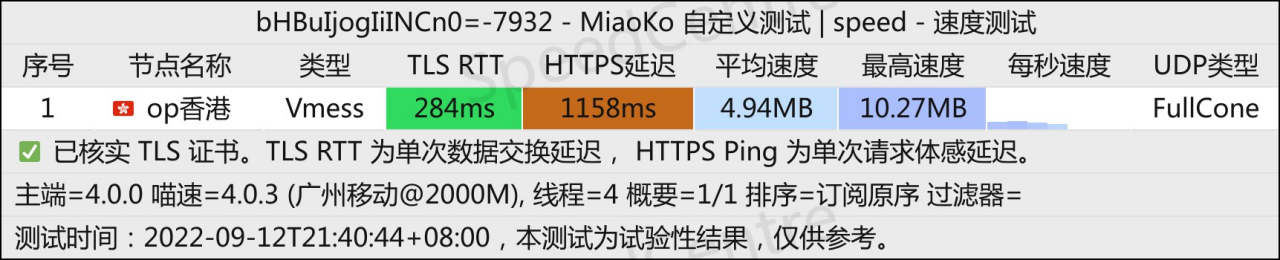 bHBuIjogIiINCn0=-7932 - MiaoKo 自定义测试 | speed - 速度测试
序号 节点名称 类型 TLS RTT HTTPS延迟 平均速度 最高速度 每秒速度 UDP类型
1 🇭🇰 op香港 Vmess 284ms 1158ms 4.94MB 10.27MB FullCone
✅ 已核实 TLS 证书。TLS RTT 为单次数据交换延迟， HTTPS Ping 为单次请求体感延迟。
主端=4.0.0 喵速=4.0.3 (广州移动@2000M), 线程=4 概要=1/1 排序=订阅原序 过滤器=
测试时间：2022-09-12T21:40:44+08:00，本测试为试验性结果，仅供参考。
SpeedCentre